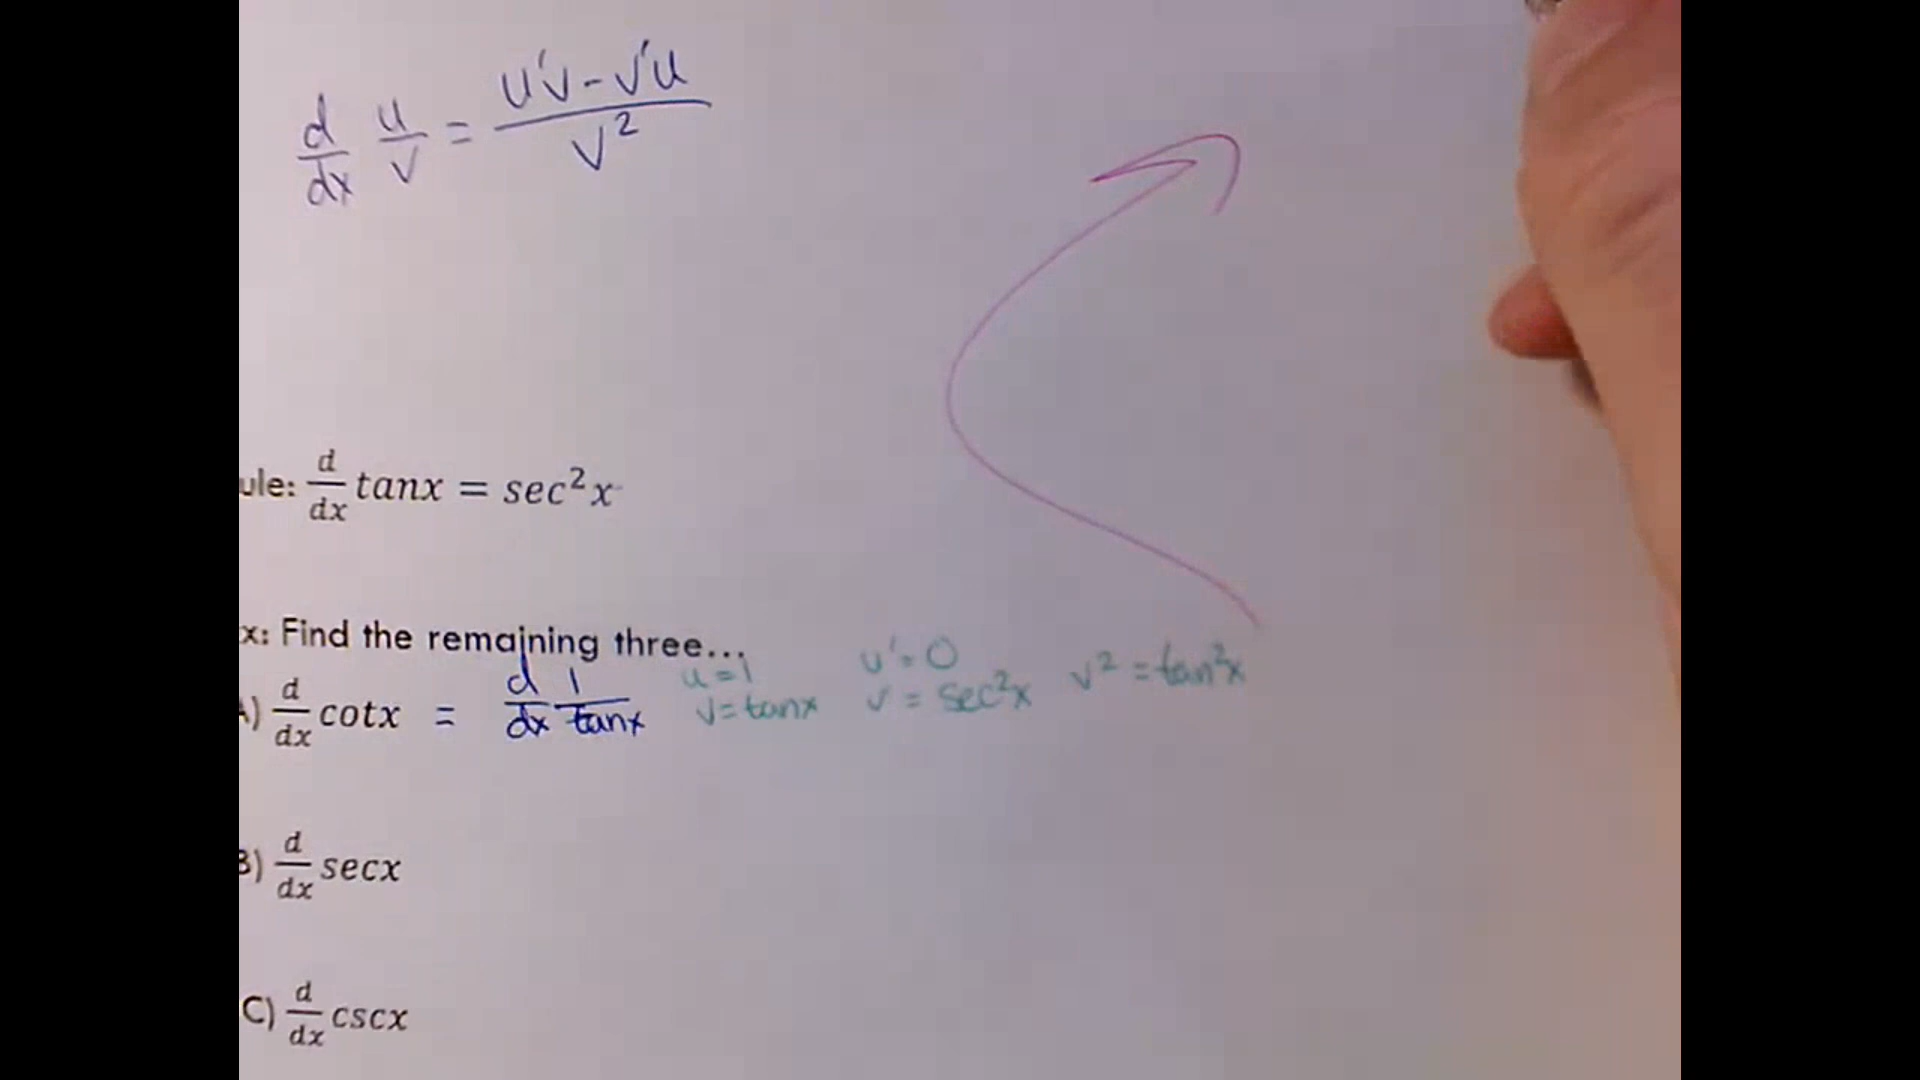 d/dx u/v = u'v - v'u / v²
ule: d/dx tanx = sec²x
x: Find the remaining three...
A) d/dx cotx = d/dx 1/tanx u = 1 v = tanx u' = 0 v = sec²x v² = tan²x
B) d/dx secx
C) d/dx cscx